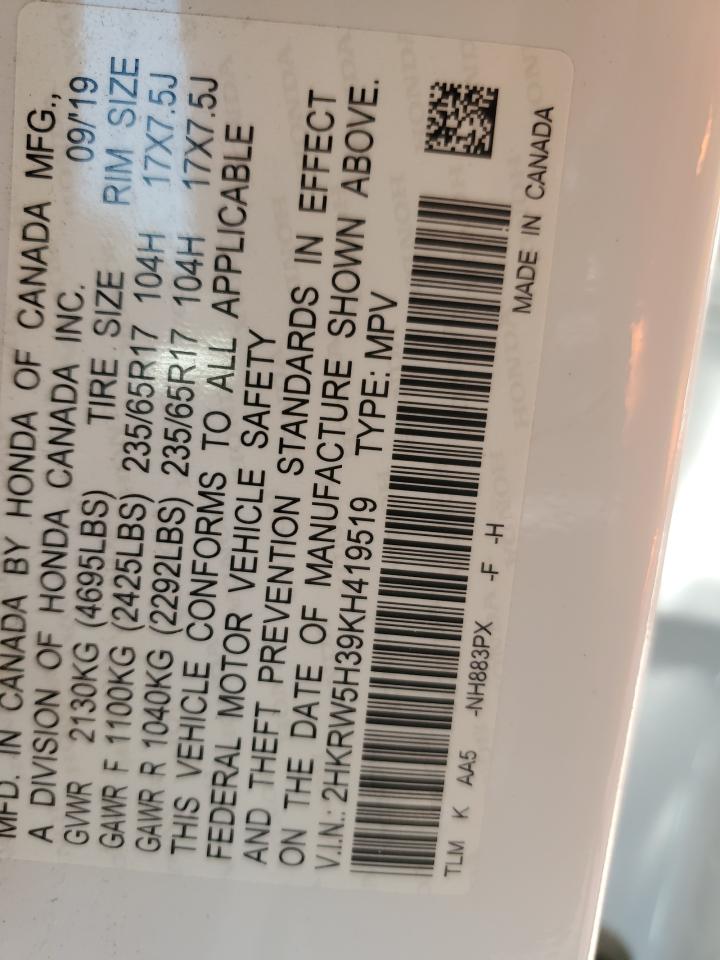 MFD. IN CANADA BY HONDA OF CANADA MFG.,
A DIVISION OF HONDA CANADA INC. 09/'19
GVWR 2130KG (4695LBS) TIRE SIZE RIM SIZE
GAWR F 1100KG (2425LBS) 235/65R17 104H 17X7.5J
GAWR R 1040KG (2292LBS) 235/65R17 104H 17X7.5J
THIS VEHICLE CONFORMS TO ALL APPLICABLE
FEDERAL MOTOR VEHICLE SAFETY
AND THEFT PREVENTION STANDARDS IN EFFECT
ON THE DATE OF MANUFACTURE SHOWN ABOVE.
V.I.N.: 2HKRW5H39KH419519 TYPE: MPV
TLM K AA5 -NH883PX -F -H
MADE IN CANADA